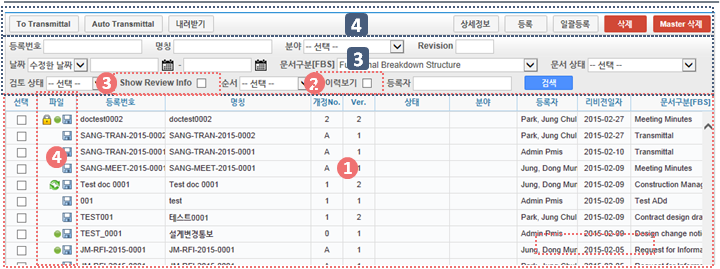 To Transmittal Auto Transmittal 내려받기 4 상세정보 등록 일괄등록 삭제 Master 삭제
등록번호 명칭 분야 -- 선택 -- Revision
날짜 수정한 날짜 - 문서구분[FBS] Functional Breakdown Structure 3 문서 상태 -- 선택 --
검토 상태 -- 선택 3 Show Review Info 순서 -- 선택 -- 2 이력보기 등록자 검색
선택 파일 등록번호 명칭 개정No. Ver. 상태 분야 등록자 리비전일자 문서구분[FBS]
doctest0002 doctest0002 2 2 Park, Jung Chul 2015-02-27 Meeting Minutes
SANG-TRAN-2015-0002 SANG-TRAN-2015-0002 A 1 Park, Jung Chul 2015-02-27 Transmittal
SANG-TRAN-2015-0001 SANG-TRAN-2015-0001 A 1 Admin Pmis 2015-02-10 Transmittal
4 SANG-MEET-2015-0001 SANG-MEET-2015-0001 A 1 1 Jung, Dong Mun 2015-02-09 Meeting Minutes
Test doc 0001 Test doc 0001 1 2 Jung, Dong Mun 2015-02-09 Construction Manag
001 test 1 1 Admin Pmis 2015-02-09 Test ADd
TEST001 테스트0001 1 2 Park, Jung Chul 2015-02-09 Contract design dra
TEST_0001 설계변경통보 0 1 Admin Pmis 2015-02-09 Design change noti
JM-RFI-2015-0001 JM-RFI-2015-0001 A 1 Jung, Dong Mun 2015-02-05 Request for Informa